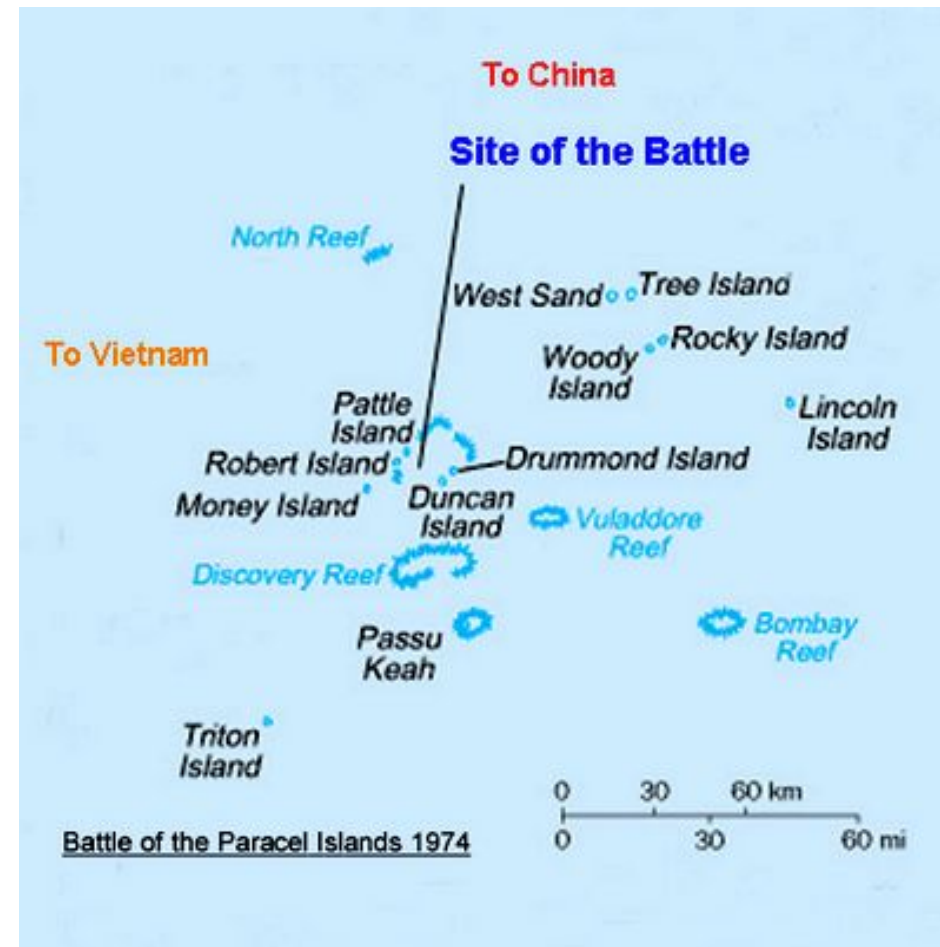 To China
Site of the Battle
North Reef
West Sand
Tree Island
To Vietnam
Rocky Island
Woody
Island
Pattle
Island
Lincoln
Island
Robert Island
Drummond Island
Money Island
Duncan
Island
Vuladdore
Reef
Discovery Reef
Passu
Keah
Bombay
Reef
Triton
Island
0 30 60 km
0 30 60 mi
Battle of the Paracel Islands 1974